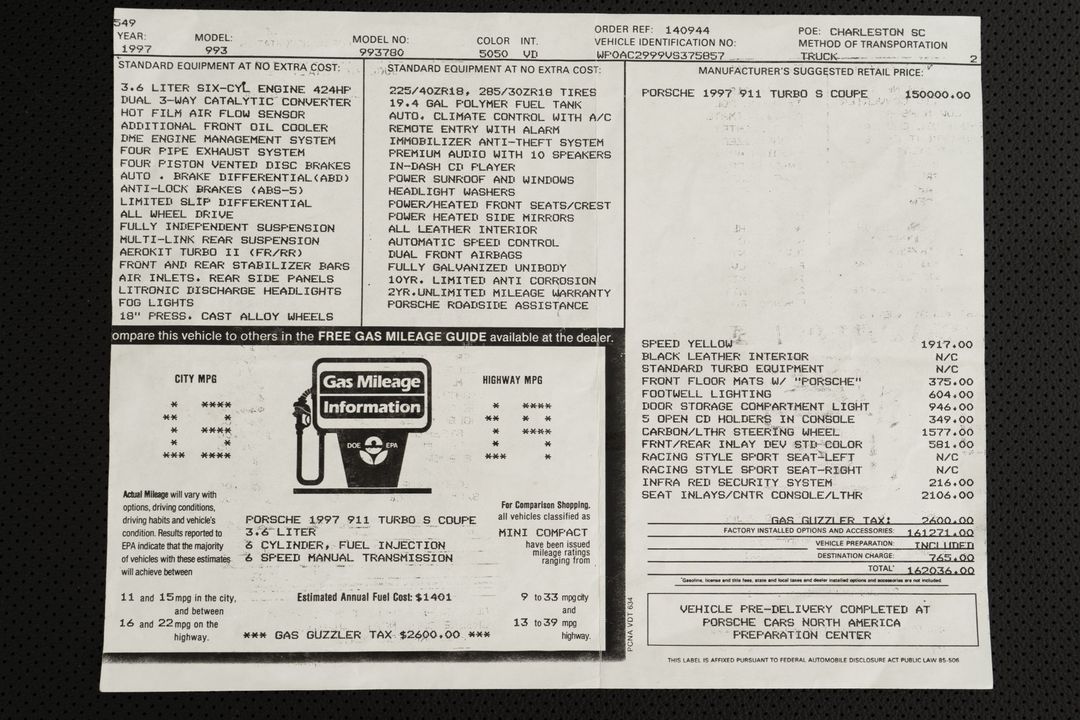 549
YEAR: MODEL: MODEL NO: COLOR INT. ORDER REF: 140944 POE: CHARLESTON SC
VEHICLE IDENTIFICATION NO: METHOD OF TRANSPORTATION
1997 993 993780 5050 VD WP0AC2999VS375857 TRUCK 2
STANDARD EQUIPMENT AT NO EXTRA COST:
3.6 LITER SIX-CYL ENGINE 424HP
DUAL 3-WAY CATALYTIC CONVERTER
HOT FILM AIR FLOW SENSOR
ADDITIONAL FRONT OIL COOLER
DME ENGINE MANAGEMENT SYSTEM
FOUR PIPE EXHAUST SYSTEM
FOUR PISTON VENTED DISC BRAKES
AUTO . BRAKE DIFFERENTIAL(ABD)
ANTI-LOCK BRAKES (ABS-5)
LIMITED SLIP DIFFERENTIAL
ALL WHEEL DRIVE
FULLY INDEPENDENT SUSPENSION
MULTI-LINK REAR SUSPENSION
AEROKIT TURBO II (FR/RR)
FRONT AND REAR STABILIZER BARS
AIR INLETS. REAR SIDE PANELS
LITRONIC DISCHARGE HEADLIGHTS
FOG LIGHTS
18" PRESS. CAST ALLOY WHEELS
STANDARD EQUIPMENT AT NO EXTRA COST:
225/40ZR18, 285/30ZR18 TIRES
19.4 GAL POLYMER FUEL TANK
AUTO. CLIMATE CONTROL WITH A/C
REMOTE ENTRY WITH ALARM
IMMOBILIZER ANTI-THEFT SYSTEM
PREMIUM AUDIO WITH 10 SPEAKERS
IN-DASH CD PLAYER
POWER SUNROOF AND WINDOWS
HEADLIGHT WASHERS
POWER/HEATED FRONT SEATS/CREST
POWER HEATED SIDE MIRRORS
ALL LEATHER INTERIOR
AUTOMATIC SPEED CONTROL
DUAL FRONT AIRBAGS
FULLY GALVANIZED UNIBODY
10YR. LIMITED ANTI CORROSION
2YR.UNLIMITED MILEAGE WARRANTY
PORSCHE ROADSIDE ASSISTANCE
MANUFACTURER'S SUGGESTED RETAIL PRICE:
PORSCHE 1997 911 TURBO S COUPE 150000.00
SPEED YELLOW 1917.00
BLACK LEATHER INTERIOR N/C
STANDARD TURBO EQUIPMENT N/C
FRONT FLOOR MATS W/ "PORSCHE" 375.00
FOOTWELL LIGHTING 604.00
DOOR STORAGE COMPARTMENT LIGHT 946.00
5 OPEN CD HOLDERS IN CONSOLE 349.00
CARBON/LTHR STEERING WHEEL 1577.00
FRNT/REAR INLAY DEV STD-COLOR 581.00
RACING STYLE SPORT SEAT-LEFT N/C
RACING STYLE SPORT SEAT-RIGHT N/C
INFRA RED SECURITY SYSTEM 216.00
SEAT INLAYS/CNTR CONSOLE/LTHR 2106.00
GAS GUZZLER TAX: 2600.00
FACTORY INSTALLED OPTIONS AND ACCESSORIES: 161271.00
VEHICLE PREPARATION: INCLUDED
DESTINATION CHARGE: 765.00
TOTAL* 162036.00
*Gasoline, license and title fees, state and local taxes and dealer installed options and accessories are not included.
VEHICLE PRE-DELIVERY COMPLETED AT
PORSCHE CARS NORTH AMERICA
PREPARATION CENTER
THIS LABEL IS AFFIXED PURSUANT TO FEDERAL AUTOMOBILE DISCLOSURE ACT PUBLIC LAW 85-506
PCNA VDT 634
ompare this vehicle to others in the FREE GAS MILEAGE GUIDE available at the dealer.
CITY MPG
13
Gas Mileage
Information
DOE EPA
HIGHWAY MPG
19
Actual Mileage will vary with
options, driving conditions,
driving habits and vehicle's
condition. Results reported to
EPA indicate that the majority
of vehicles with these estimates
will achieve between
11 and 15 mpg in the city,
and between
16 and 22 mpg on the
highway.
PORSCHE 1997 911 TURBO S COUPE
3.6 LITER
6 CYLINDER, FUEL INJECTION
6 SPEED MANUAL TRANSMISSION
Estimated Annual Fuel Cost: $1401
*** GAS GUZZLER TAX $2600.00 ***
For Comparison Shopping,
all vehicles classified as
MINI COMPACT
have been issued
mileage ratings
ranging from
9 to 33 mpg city
and
13 to 39 mpg
highway.